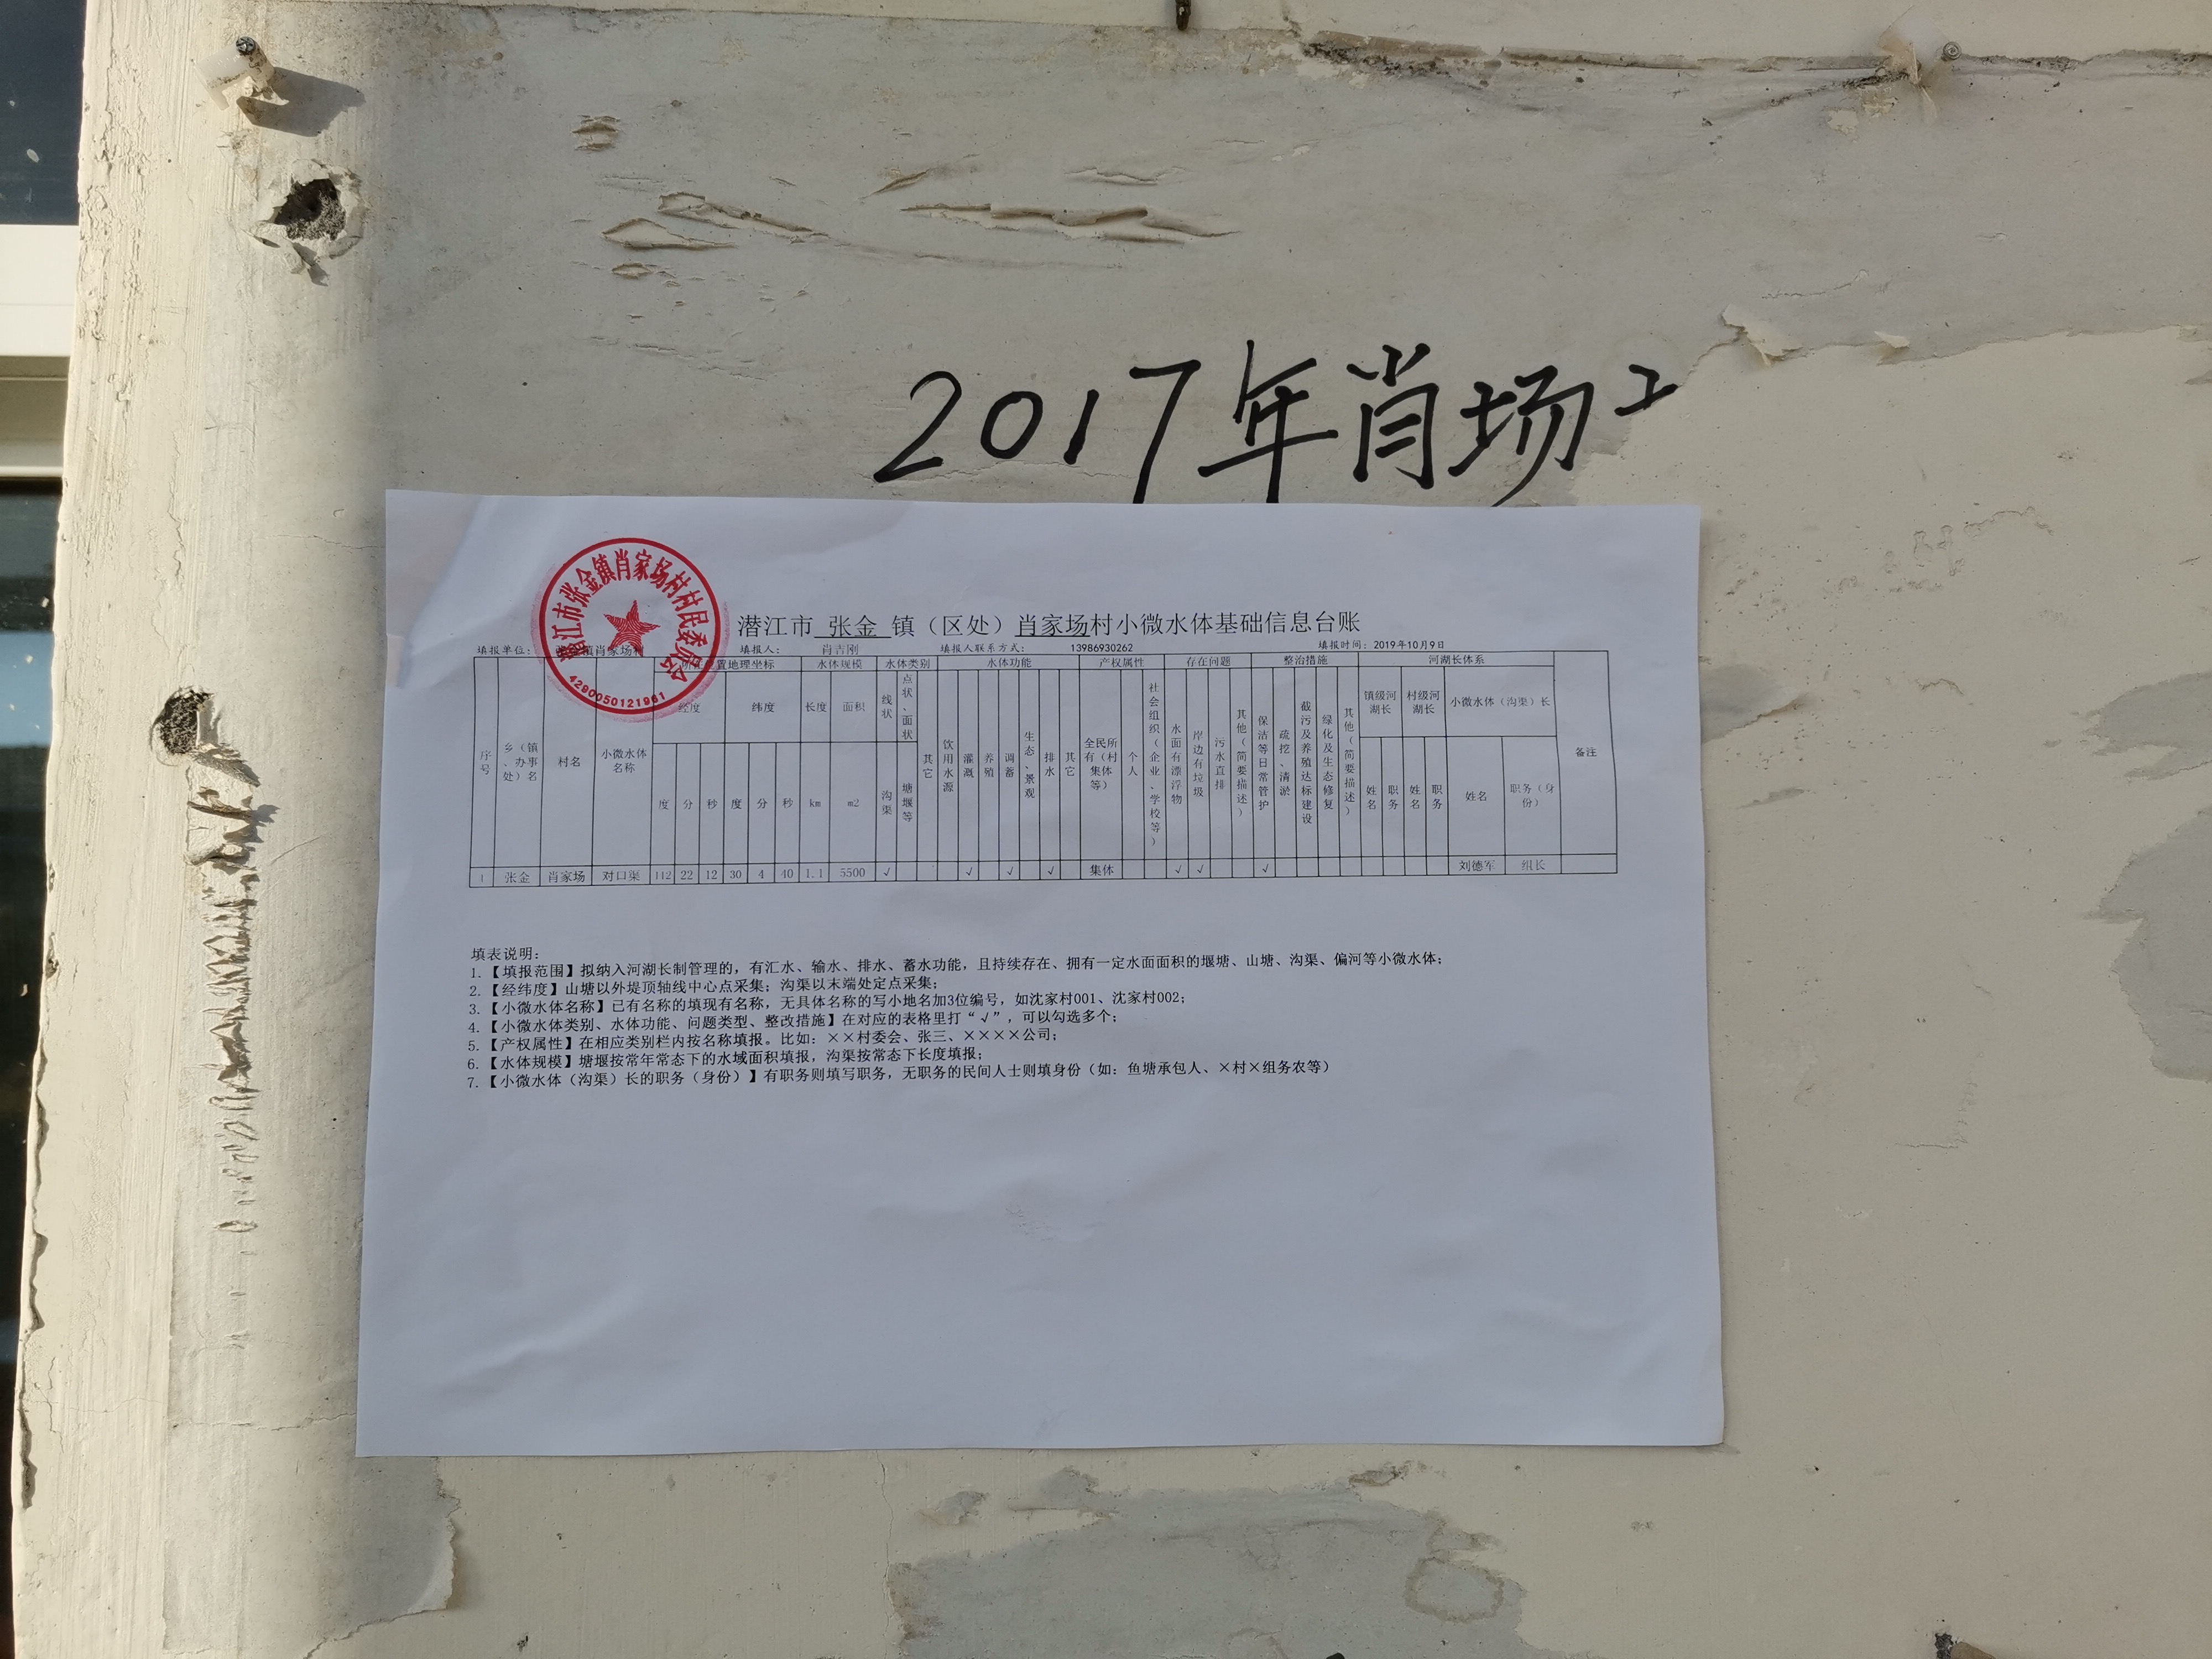 2017年肖场
潜江市张金镇肖家场村村民委员会
4290050121961
潜江市 张金 镇（区处）肖家场村小微水体基础信息台账
填报单位： 镇肖家场村 填报人： 肖吉刚 填报人联系方式： 13986930262 填报时间：2019年10月9日
序号 乡（镇、办事处）名 村名 小微水体名称 置地理坐标 水体规模 水体类别 水体功能 产权属性 存在问题 整治措施 河湖长体系 备注
经度 纬度 长度 面积 线状 点状、面状 其它 饮用水源 灌溉 养殖 调蓄 生态、景观 排水 其它 全民所有（村集体等） 个人 社会组织（企业、学校等） 水面有漂浮物 岸边有垃圾 污水直排 其他（简要描述） 保洁等日常管护 疏挖、清淤 截污及养殖达标建设 绿化及生态修复 其他（简要描述） 镇级河湖长 村级河湖长 小微水体（沟渠）长
度 分 秒 度 分 秒 km m2 沟渠 塘堰等 姓名 职务 姓名 职务 姓名 职务（身份）
1 张金 肖家场 对口渠 112 22 12 30 4 40 1.1 5500 √ √ √ √ 集体 √ √ √ 刘德军 组长
填表说明：
1.【填报范围】拟纳入河湖长制管理的，有汇水、输水、排水、蓄水功能，且持续存在、拥有一定水面面积的堰塘、山塘、沟渠、偏河等小微水体；
2.【经纬度】山塘以外堤顶轴线中心点采集；沟渠以末端处定点采集；
3.【小微水体名称】已有名称的填现有名称，无具体名称的写小地名加3位编号，如沈家村001、沈家村002；
4.【小微水体类别、水体功能、问题类型、整改措施】在对应的表格里打“√”，可以勾选多个；
5.【产权属性】在相应类别栏内按名称填报。比如：××村委会、张三、××××公司；
6.【水体规模】塘堰按常年常态下的水域面积填报，沟渠按常态下长度填报；
7.【小微水体（沟渠）长的职务（身份）】有职务则填写职务，无职务的民间人士则填身份（如：鱼塘承包人、×村×组务农等）